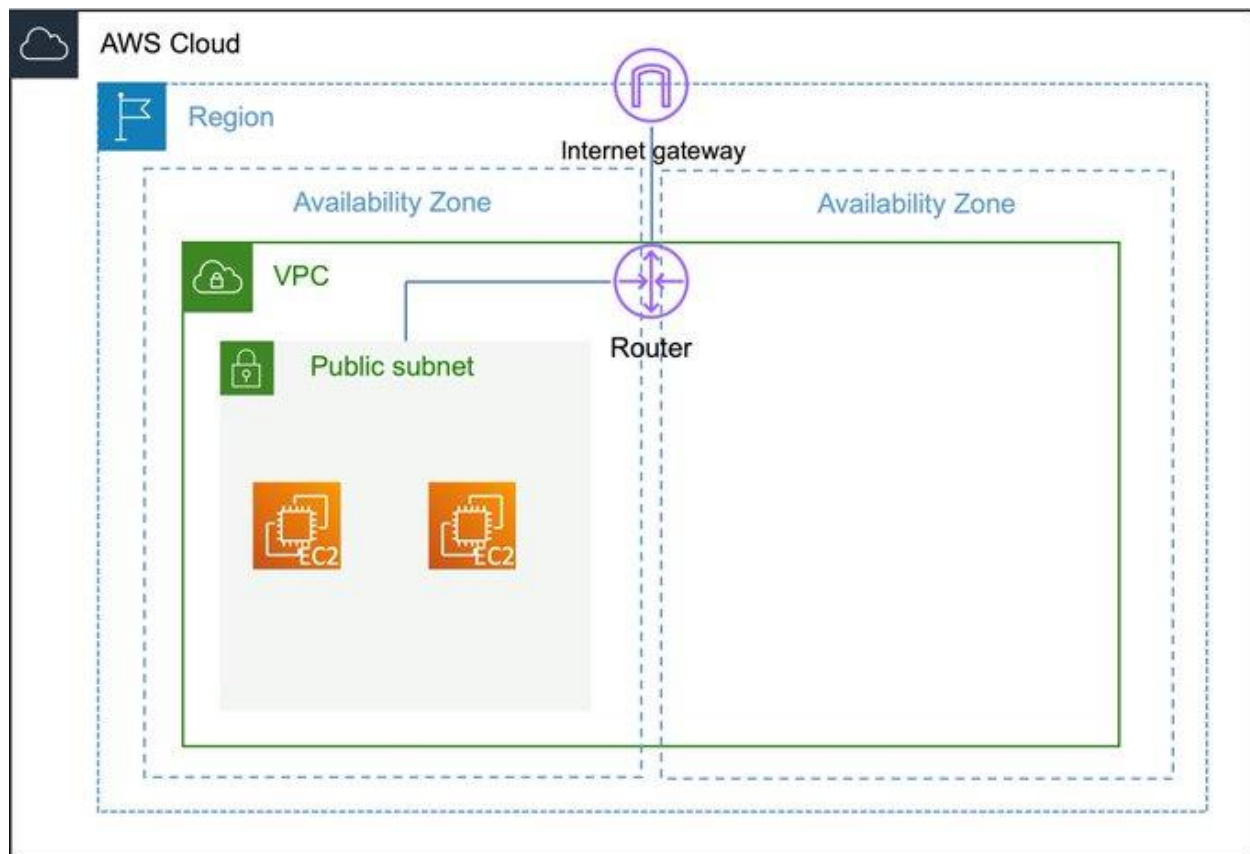 AWS Cloud
Region
Internet gateway
Availability Zone
Availability Zone
VPC
Router
Public subnet
EC2
EC2